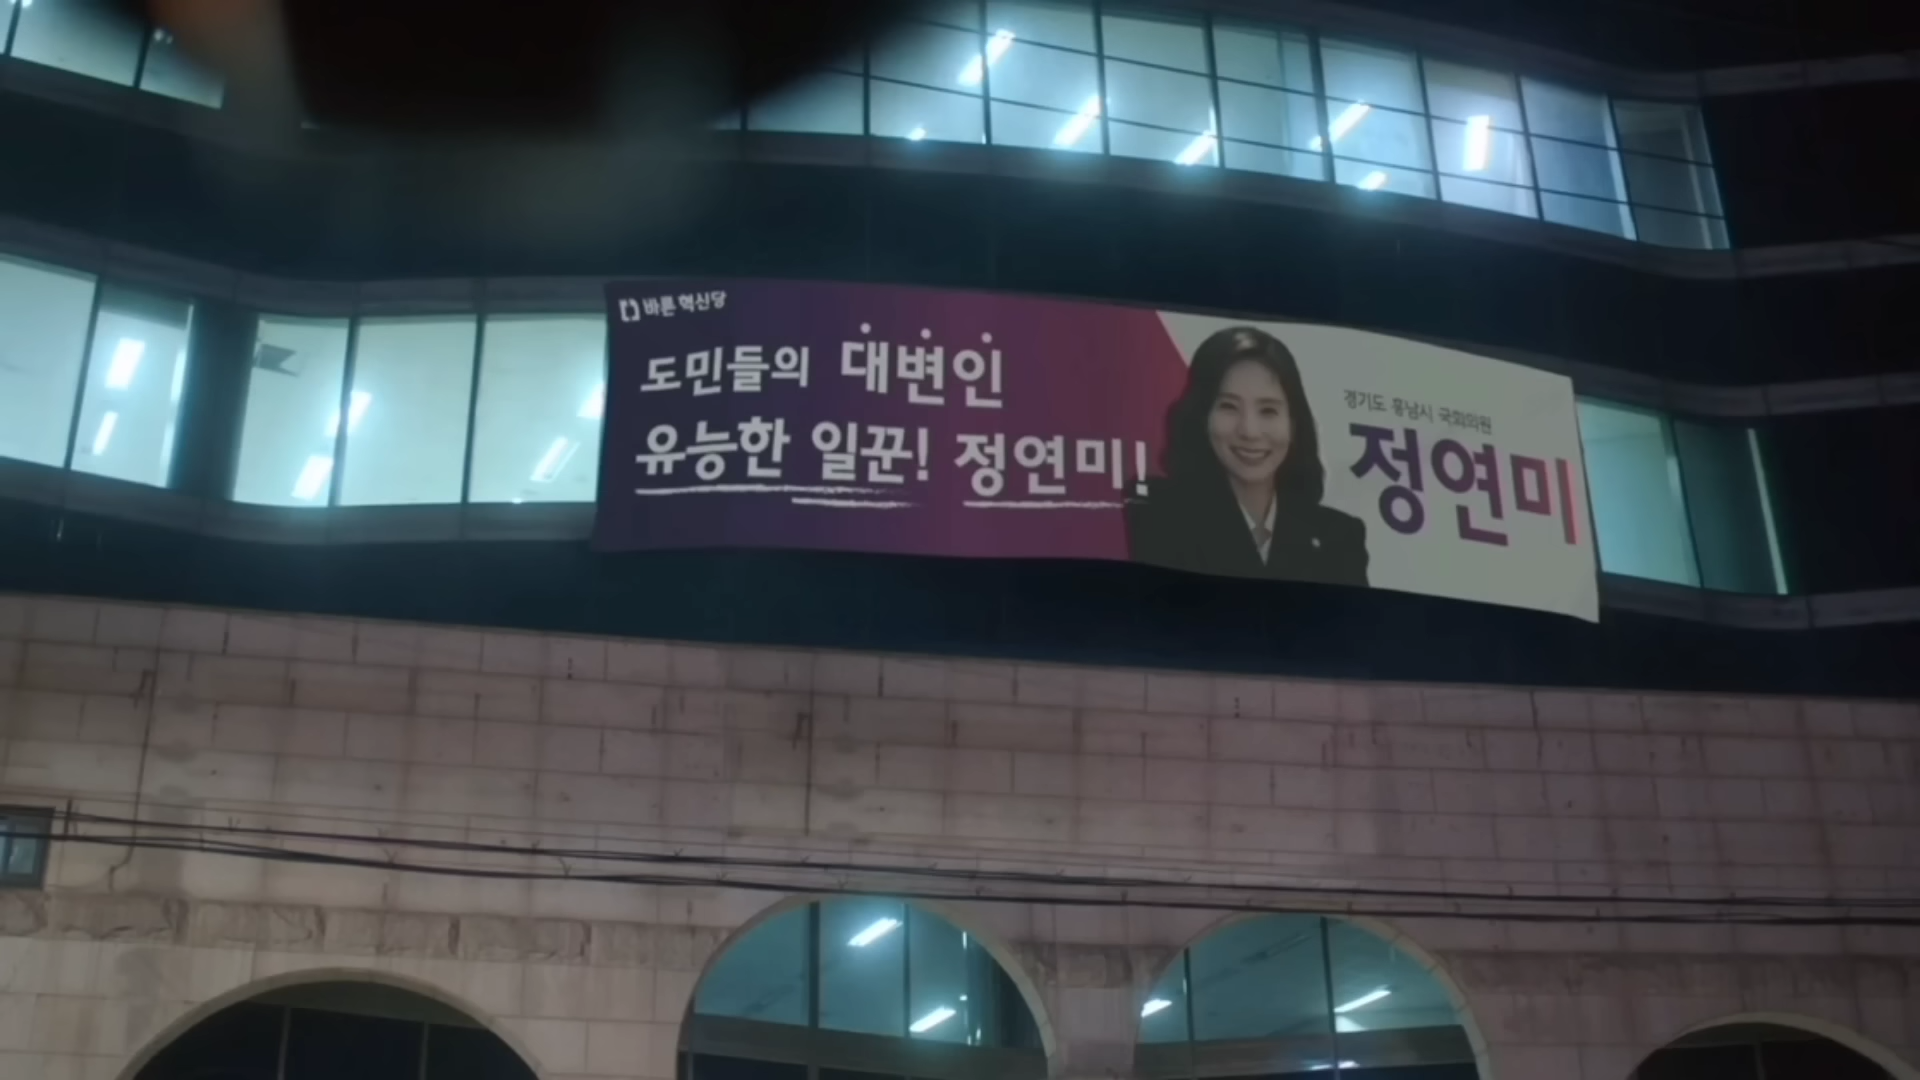 바른혁신당
도민들의 대변인
유능한 일꾼! 정연미!
경기도 흥남시 국회의원
정연미